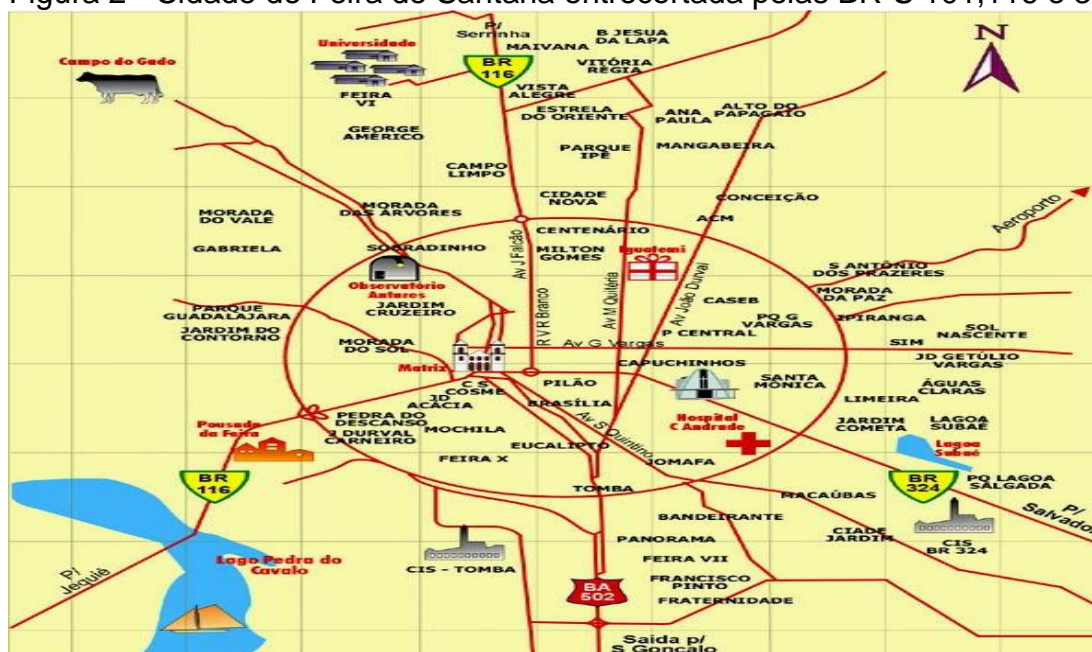 Figura 2 - Cidade de Feira de Santana entrecortada pelas BR
N
P/
Serrinha
Universidade
MAIVANA
B JESUA
DA LAPA
Campo do Gado
BR
116
VITÓRIA
RÉGIA
FEIRA
VI
VISTA
ALEGRE
ESTRELA
DO ORIENTE
ANA
PAULA
ALTO DO
PAPAGAIO
GEORGE
AMÉRICO
PARQUE
IPÊ
MANGABEIRA
CAMPO
LIMPO
CIDADE
NOVA
CONCEIÇÃO
MORADA
DO VALE
MORADA
DAS ÁRVORES
ACM
Aeroporto
CENTENÁRIO
GABRIELA
SOBRADINHO
Av J Falcão
MILTON
GOMES
Iguatemi
S ANTÔNIO
DOS PRAZERES
Observatório
Antares
MORADA
DA PAZ
PARQUE
GUADALAJARA
JARDIM
CRUZEIRO
R V R Branco
Av M Quitéria
Av João Durval
CASEB
PQ G
VARGAS
IPIRANGA
JARDIM DO
CONTORNO
P CENTRAL
SOL
NASCENTE
MORADA
DO SOL
Av G Vargas
SIM
Matriz
CAPUCHINHOS
JD GETÚLIO
VARGAS
C S
COSME
PILÃO
SANTA
MÔNICA
ÁGUAS
CLARAS
JD
ACÁCIA
BRASÍLIA
LIMEIRA
PEDRA DO
DESCANSO
Av S Quintino
Hospital
C Andrade
JARDIM
COMETA
LAGOA
SUBAÉ
Pousada
da Feira
J DURVAL
CARNEIRO
MOCHILA
EUCALIPTO
Lagoa
Subaé
FEIRA X
JOMAFA
BR
116
TOMBA
MACAÚBAS
BR
324
PQ LAGOA
SALGADA
BANDEIRANTE
P/
Salvador
PANORAMA
CIADE
JARDIM
CIS
BR 324
Lago Pedra do
Cavalo
CIS - TOMBA
FEIRA VII
P/
Jequié
BA
502
FRANCISCO
PINTO
FRATERNIDADE
Saida p/
S Gonçalo